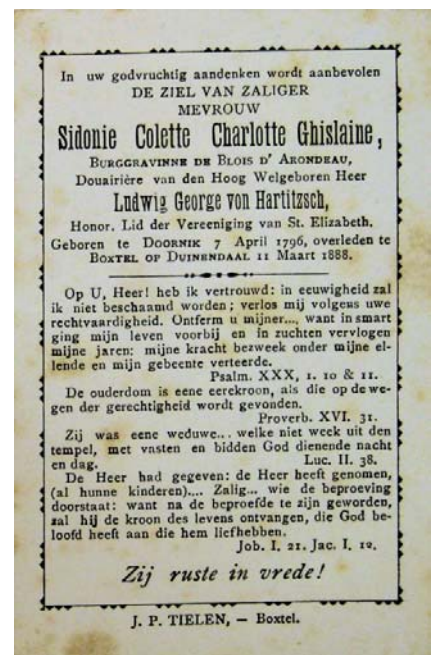 In uw godvruchtig aandenken wordt aanbevolen
DE ZIEL VAN ZALIGER
MEVROUW
Sidonie Colette Charlotte Ghislaine,
BURGGRAVINNE DE BLOIS D' ARONDEAU,
Douairière van den Hoog Welgeboren Heer
Ludwig George von Hartitzsch,
Honor. Lid der Vereeniging van St. Elizabeth.
Geboren te DOORNIK 7 April 1796, overleden te
BOXTEL OP DUINENDAAL 11 Maart 1888.
Op U, Heer! heb ik vertrouwd: in eeuwigheid zal
ik niet beschaamd worden; verlos mij volgens uwe
rechtvaardigheid. Ontferm u mijner..., want in smart
ging mijn leven voorbij en in zuchten vervlogen
mijne jaren: mijne kracht bezweek onder mijne el-
lende en mijn gebeente verteerde.
Psalm. XXX, 1. 10 & 11.
De ouderdom is eene eerekroon, als die op de we-
gen der gerechtigheid wordt gevonden.
Proverb. XVI. 31.
Zij was eene weduwe... welke niet week uit den
tempel, met vasten en bidden God dienende nacht
en dag. Luc. II. 38.
De Heer had gegeven: de Heer heeft genomen,
(al hunne kinderen).... Zalig... wie de beproeving
doorstaat: want na de beproefde te zijn geworden,
zal hij de kroon des levens ontvangen, die God be-
loofd heeft aan die hem liefhebben.
Job. I. 21. Jac. I. 12.
Zij ruste in vrede!
J. P. TIELEN, — Boxtel.